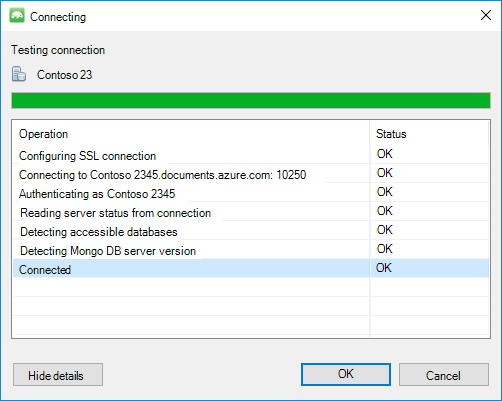 Connecting
Testing connection
Contoso 23
Operation Status
Configuring SSL connection OK
Connecting to Contoso 2345.documents.azure.com: 10250 OK
Authenticating as Contoso 2345 OK
Reading server status from connection OK
Detecting accessible databases OK
Detecting Mongo DB server version OK
Connected OK
Hide details OK Cancel